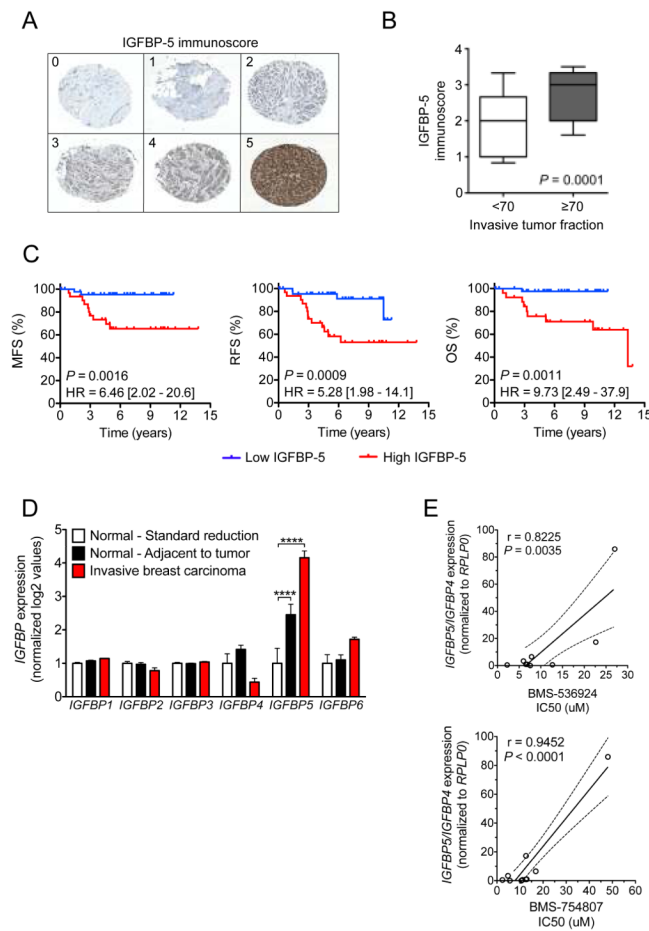 A
IGFBP-5 immunoscore
0
1
2
3
4
5
B
IGFBP-5
immunoscore
4
3
2
1
0
P = 0.0001
<70
≥70
Invasive tumor fraction
C
MFS (%)
100
80
60
40
20
0
P = 0.0016
HR = 6.46 [2.02 - 20.6]
0 3 6 9 12 15
Time (years)
RFS (%)
100
80
60
40
20
0
P = 0.0009
HR = 5.28 [1.98 - 14.1]
0 3 6 9 12 15
Time (years)
OS (%)
100
80
60
40
20
0
P = 0.0011
HR = 9.73 [2.49 - 37.9]
0 3 6 9 12 15
Time (years)
Low IGFBP-5
High IGFBP-5
D
IGFBP expression
(normalized log2 values)
5
4
3
2
1
0
Normal - Standard reduction
Normal - Adjacent to tumor
Invasive breast carcinoma
****
****
IGFBP1 IGFBP2 IGFBP3 IGFBP4 IGFBP5 IGFBP6
E
IGFBP5/IGFBP4 expression
(normalized to RPLP0)
100
80
60
40
20
0
r = 0.8225
P = 0.0035
0 5 10 15 20 25 30
BMS-536924
IC50 (uM)
IGFBP5/IGFBP4 expression
(normalized to RPLP0)
100
80
60
40
20
0
r = 0.9452
P < 0.0001
0 10 20 30 40 50 60
BMS-754807
IC50 (uM)